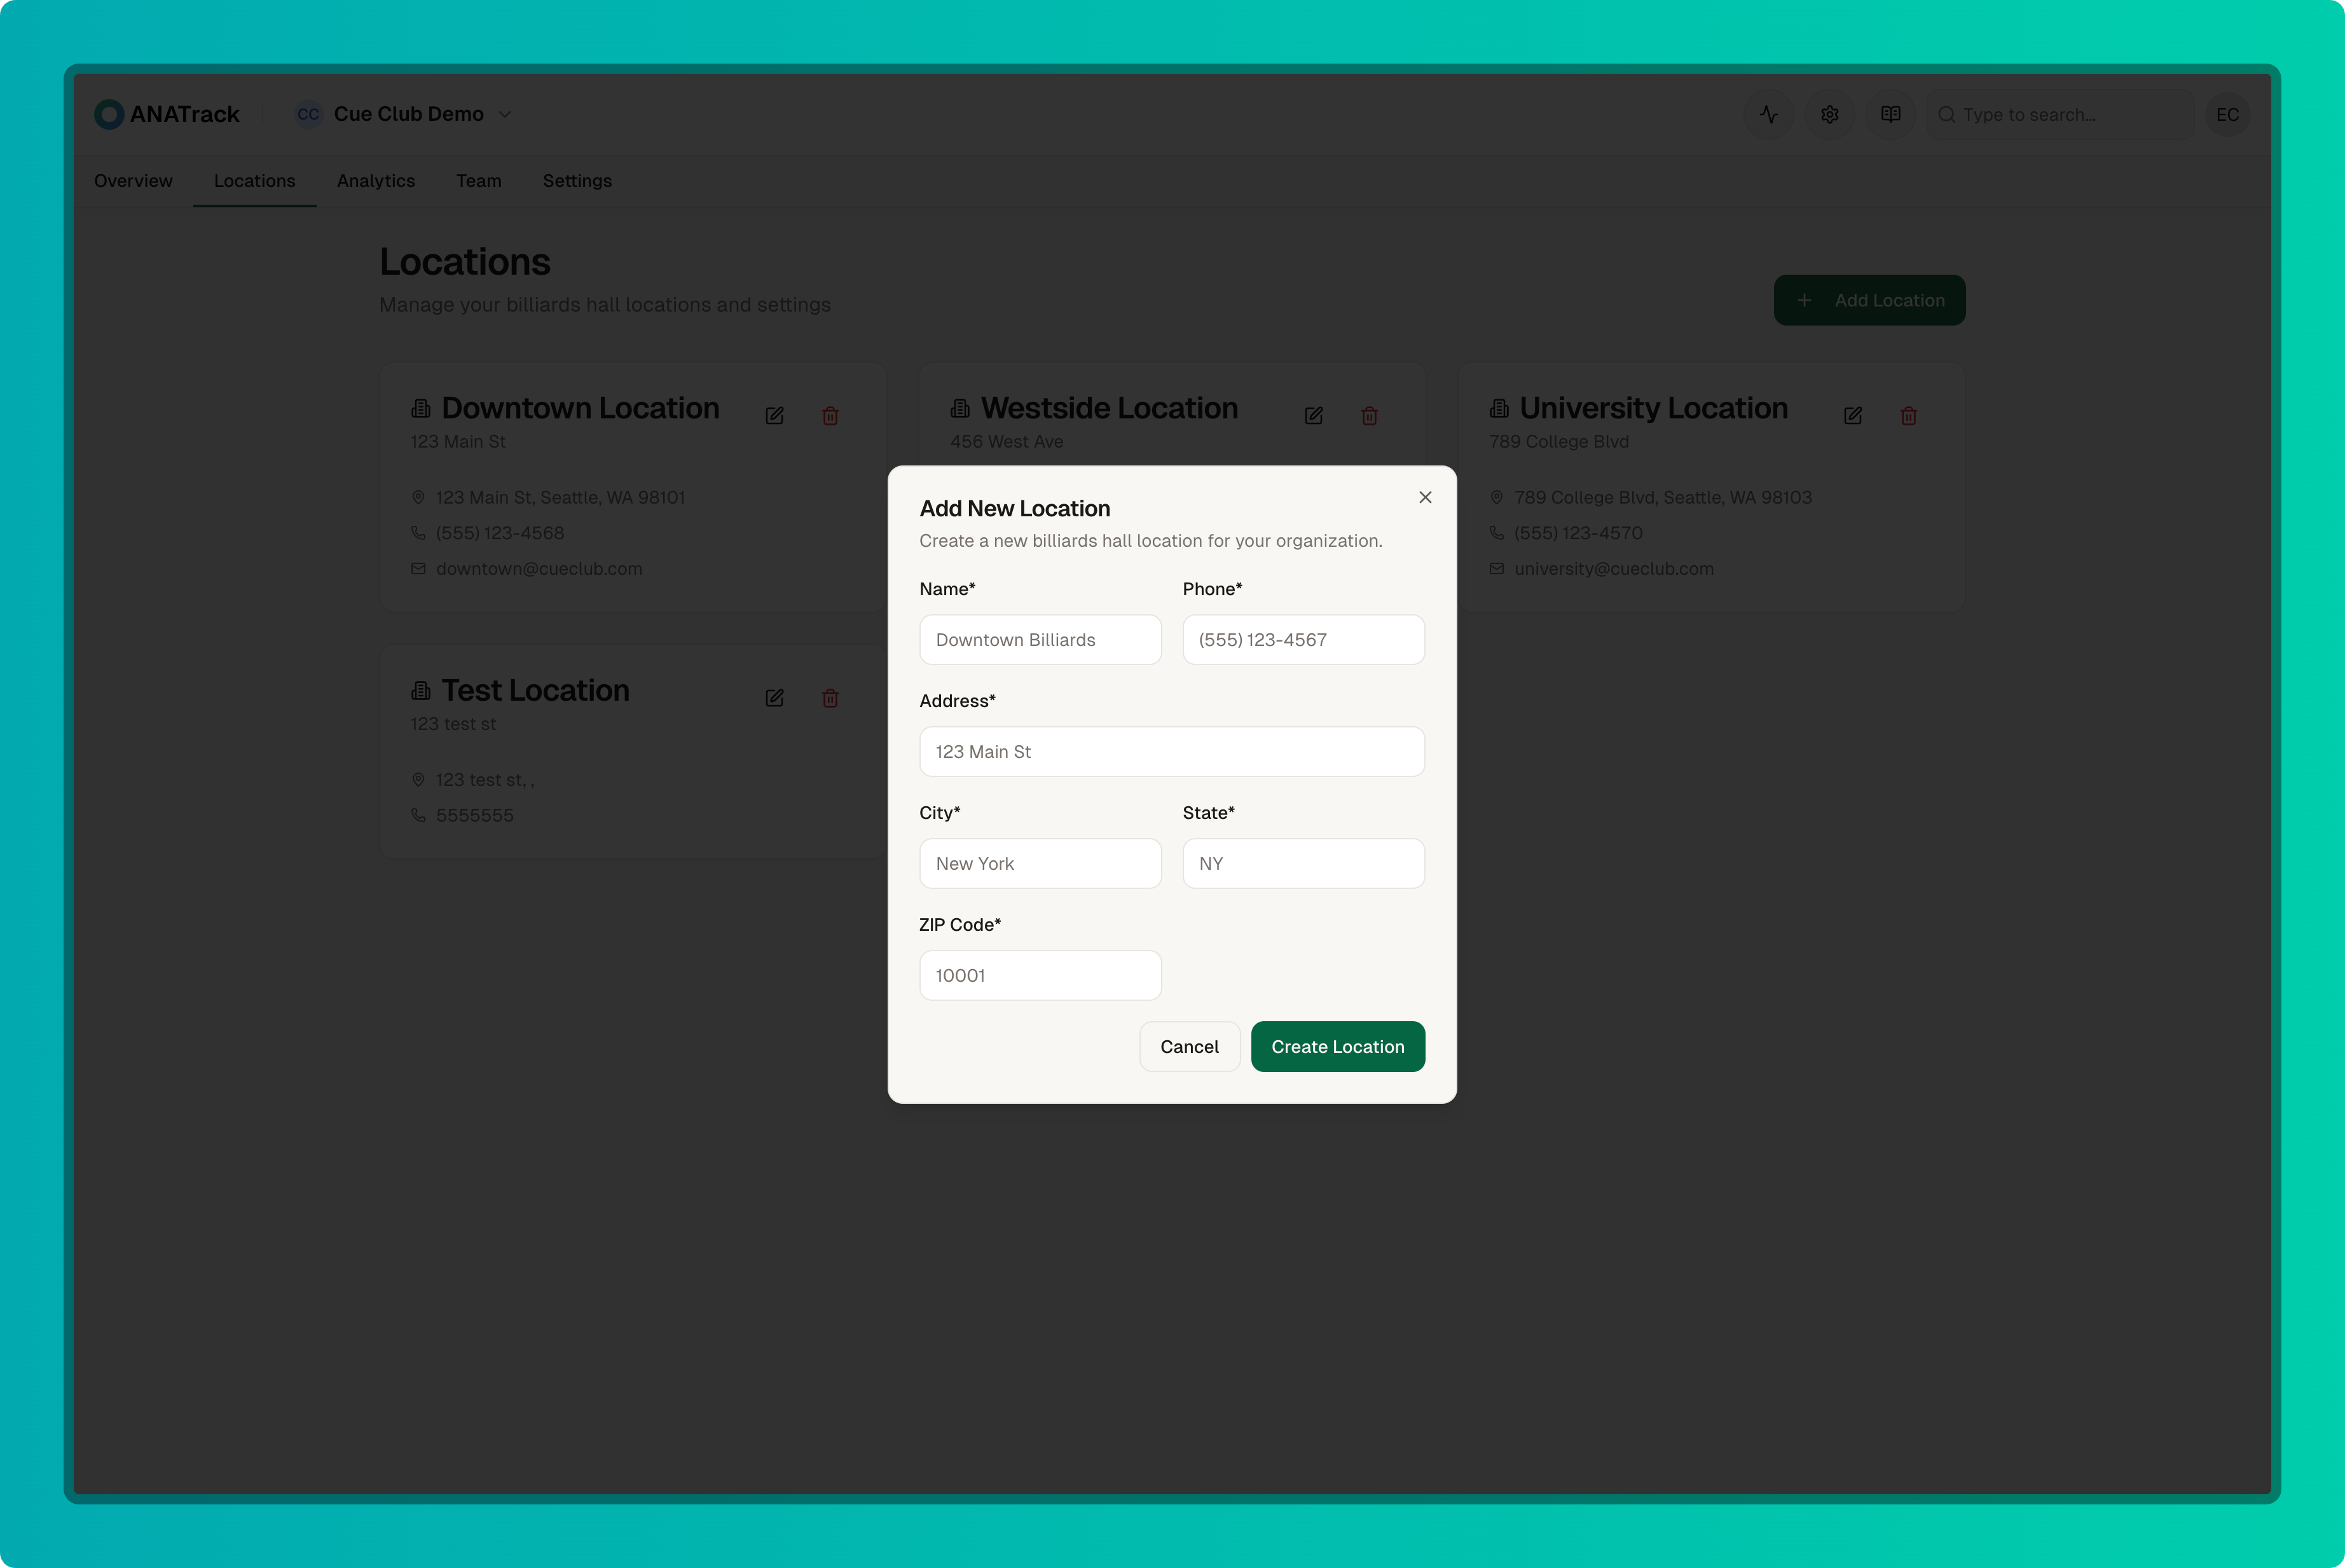 ANATrack
CC Cue Club Demo
Type to search...
EC
Overview Locations Analytics Team Settings
Locations
Manage your billiards hall locations and settings
+ Add Location
Downtown Location
123 Main St
123 Main St, Seattle, WA 98101
(555) 123-4568
downtown@cueclub.com
Westside Location
456 West Ave
University Location
789 College Blvd
789 College Blvd, Seattle, WA 98103
(555) 123-4570
university@cueclub.com
Test Location
123 test st
123 test st, ,
5555555
Add New Location
Create a new billiards hall location for your organization.
Name* Phone*
Downtown Billiards (555) 123-4567
Address*
123 Main St
City* State*
New York NY
ZIP Code*
10001
Cancel Create Location